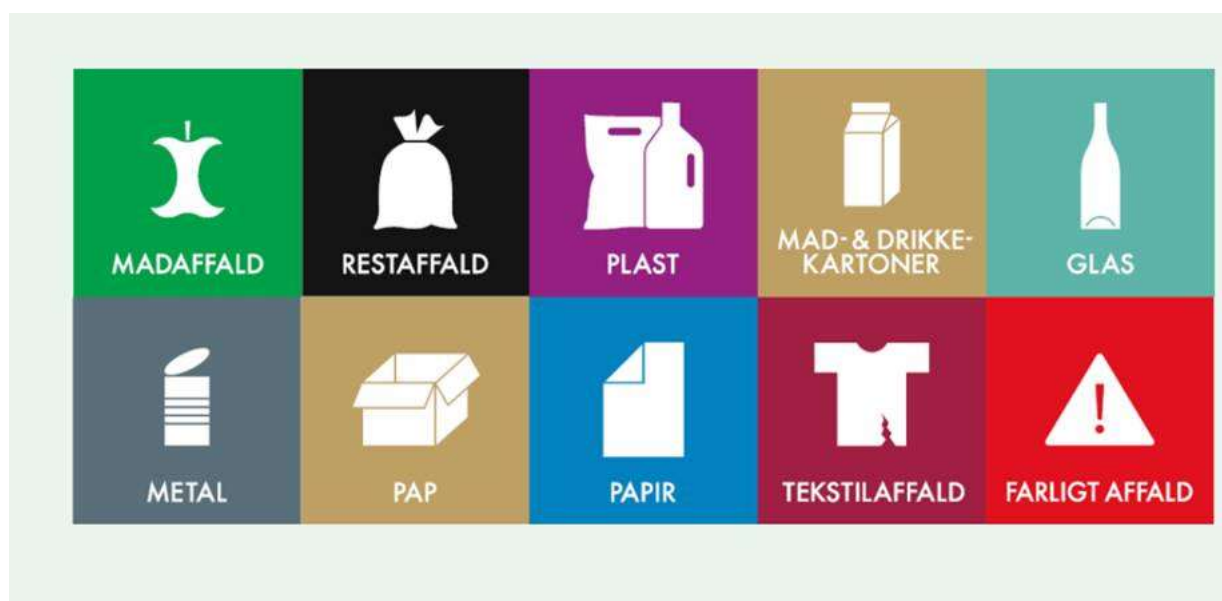 MADAFFALD
RESTAFFALD
PLAST
MAD- & DRIKKE-
KARTONER
GLAS
METAL
PAP
PAPIR
TEKSTILAFFALD
FARLIGT AFFALD